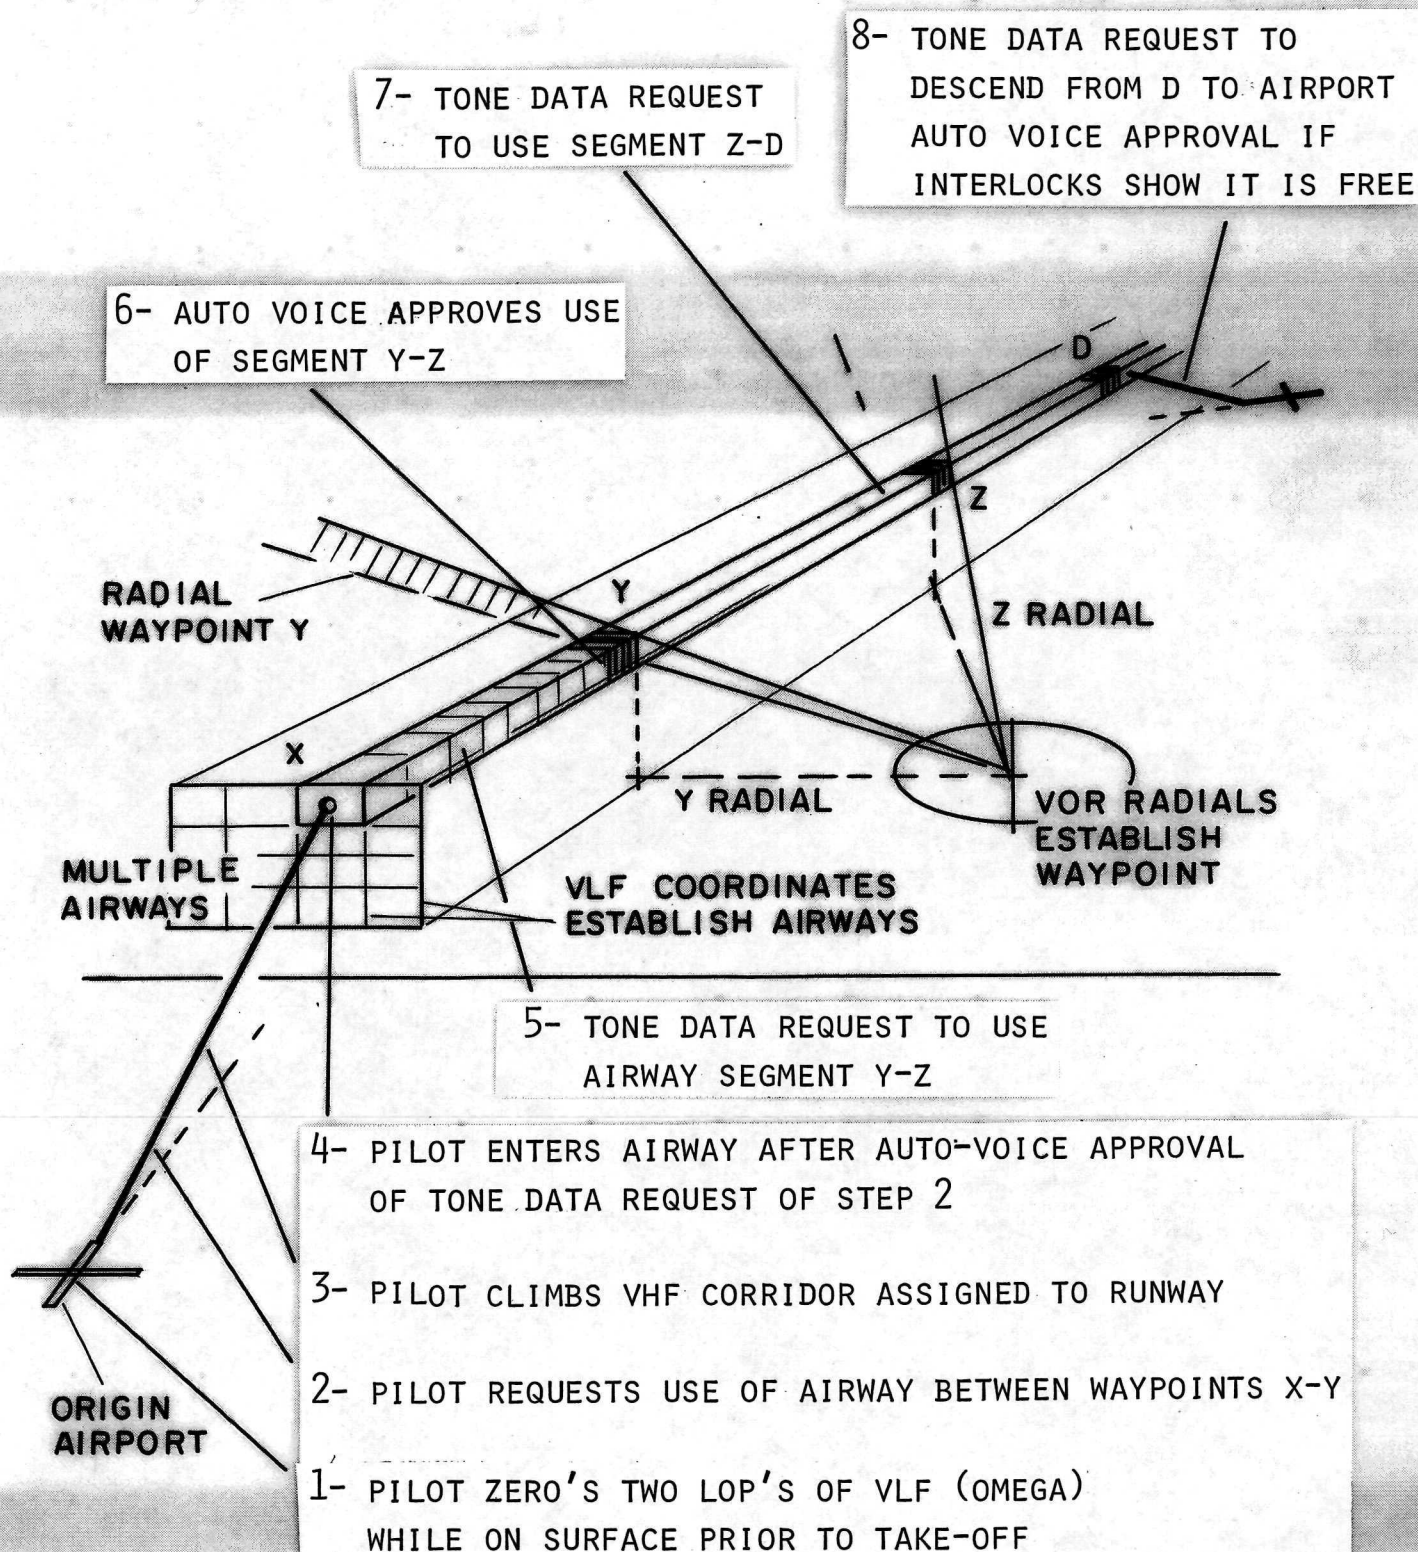 8- TONE DATA REQUEST TO
DESCEND FROM D TO AIRPORT
AUTO VOICE APPROVAL IF
INTERLOCKS SHOW IT IS FREE
7- TONE DATA REQUEST
TO USE SEGMENT Z-D
6- AUTO VOICE APPROVES USE
OF SEGMENT Y-Z
D
Z
Y
RADIAL
WAYPOINT Y
Z RADIAL
X
Y RADIAL
VOR RADIALS
ESTABLISH
WAYPOINT
MULTIPLE
AIRWAYS
VLF COORDINATES
ESTABLISH AIRWAYS
5- TONE DATA REQUEST TO USE
AIRWAY SEGMENT Y-Z
4- PILOT ENTERS AIRWAY AFTER AUTO-VOICE APPROVAL
OF TONE DATA REQUEST OF STEP 2
3- PILOT CLIMBS VHF CORRIDOR ASSIGNED TO RUNWAY
2- PILOT REQUESTS USE OF AIRWAY BETWEEN WAYPOINTS X-Y
ORIGIN
AIRPORT
1- PILOT ZERO'S TWO LOP'S OF VLF (OMEGA)
WHILE ON SURFACE PRIOR TO TAKE-OFF